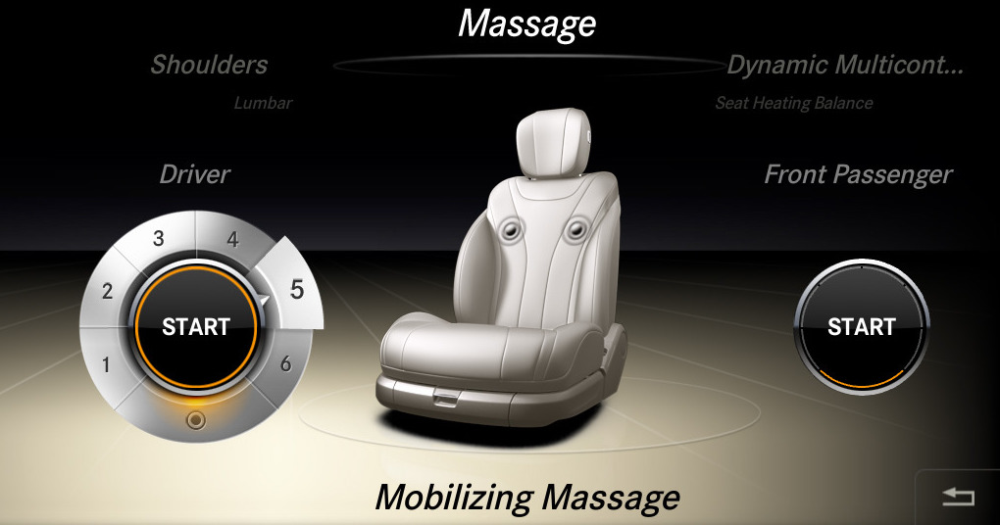 Massage
Shoulders
Dynamic Multicont...
Lumbar
Seat Heating Balance
Driver
Front Passenger
3
4
2
5
START
START
1
6
Mobilizing Massage